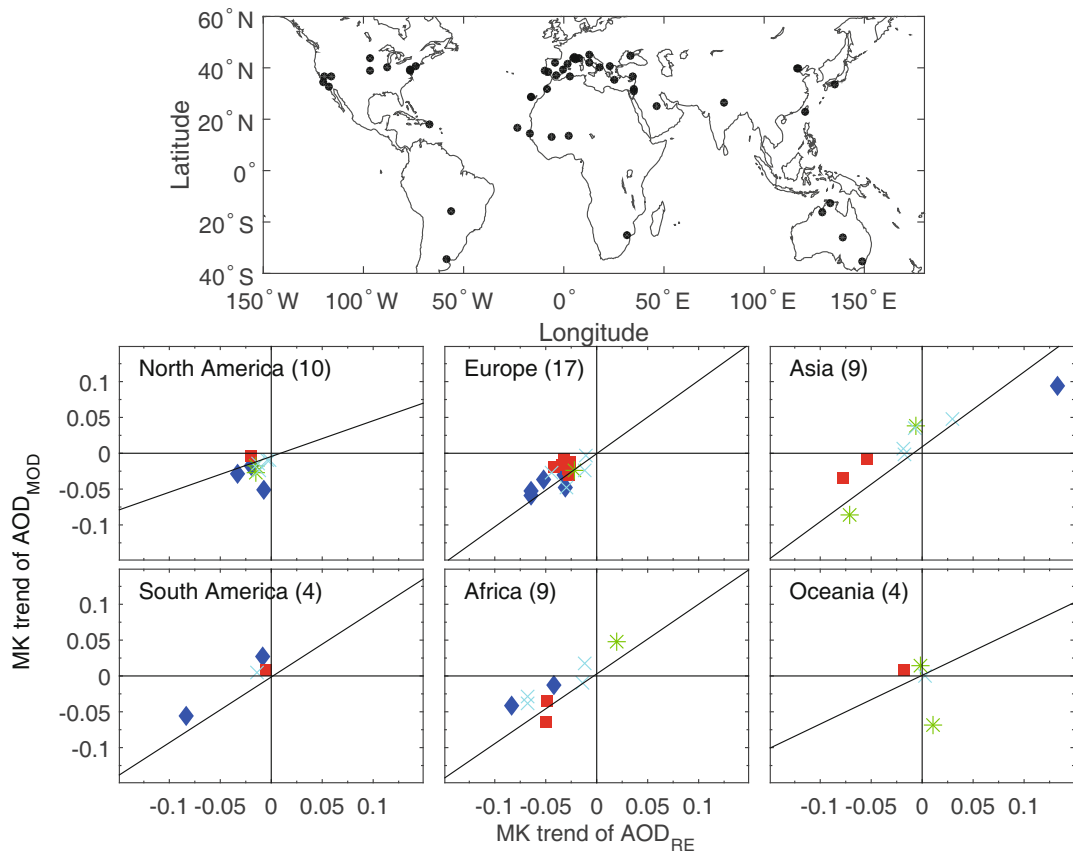 60° N
40° N
20° N
0°
20° S
40° S
Latitude
150° W 100° W 50° W 0° 50° E 100° E 150° E
Longitude
North America (10)
Europe (17)
Asia (9)
0.1
0.05
0
-0.05
-0.1
South America (4)
Africa (9)
Oceania (4)
0.1
0.05
0
-0.05
-0.1
MK trend of AOD_MOD
-0.1 -0.05 0 0.05 0.1
-0.1 -0.05 0 0.05 0.1
-0.1 -0.05 0 0.05 0.1
MK trend of AOD_RE